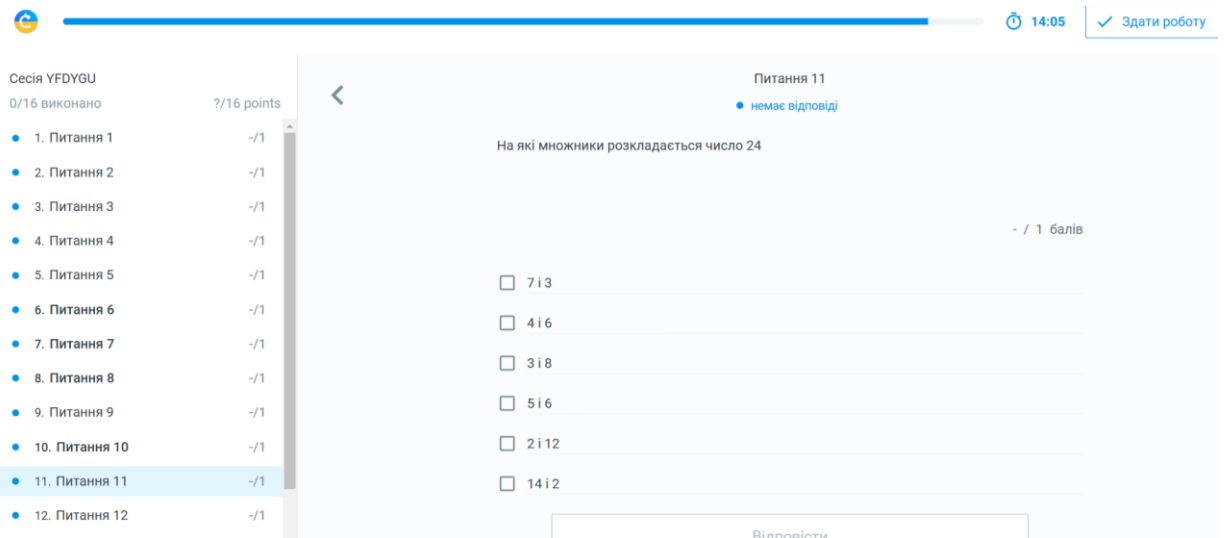 14:05
Здати роботу
Сесія YFDYGU
0/16 виконано ?/16 points
1. Питання 1 -/1
2. Питання 2 -/1
3. Питання 3 -/1
4. Питання 4 -/1
5. Питання 5 -/1
6. Питання 6 -/1
7. Питання 7 -/1
8. Питання 8 -/1
9. Питання 9 -/1
10. Питання 10 -/1
11. Питання 11 -/1
12. Питання 12 -/1
Питання 11
немає відповіді
На які множники розкладається число 24
- / 1 балів
7 і 3
4 і 6
3 і 8
5 і 6
2 і 12
14 і 2
Відповісти